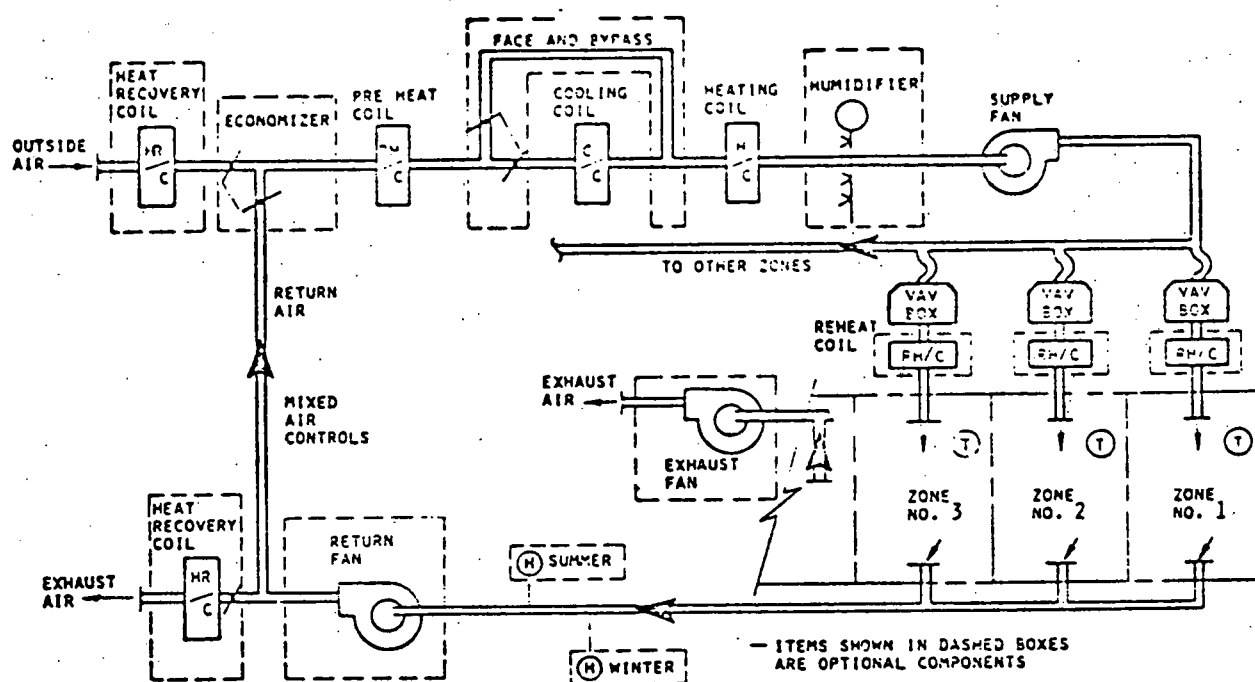 FACE AND BYPASS
HEAT
RECOVERY
COIL
ECONOMIZER
PRE HEAT
COIL
COOLING
COIL
HEATING
COIL
HUMIDIFIER
SUPPLY
FAN
OUTSIDE
AIR
HR
C
C
C
C
H
C
TO OTHER ZONES
RETURN
AIR
VAV
BOX
VAV
BOX
VAV
BOX
REHEAT
COIL
RH/C
RH/C
RH/C
EXHAUST
AIR
MIXED
AIR
CONTROLS
EXHAUST
FAN
T
T
T
ZONE
NO. 3
ZONE
NO. 2
ZONE
NO. 1
HEAT
RECOVERY
COIL
RETURN
FAN
H SUMMER
HR
C
EXHAUST
AIR
H WINTER
— ITEMS SHOWN IN DASHED BOXES
ARE OPTIONAL COMPONENTS